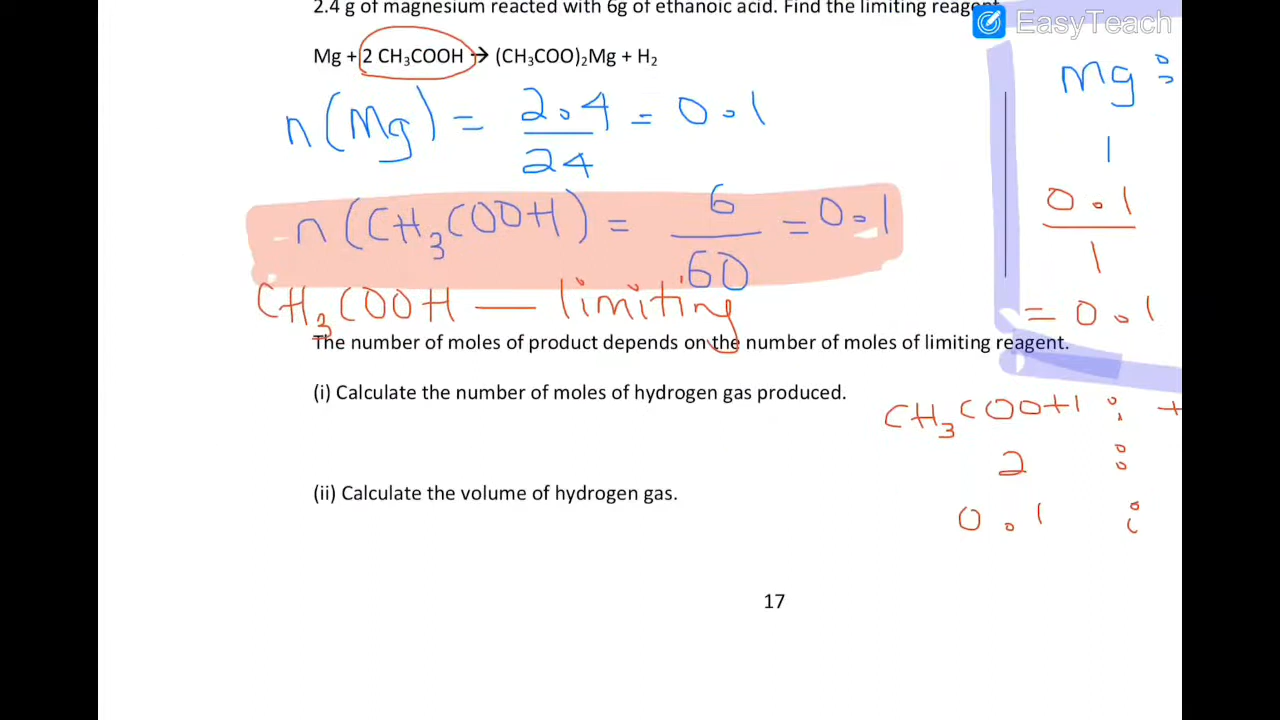 2.4 g of magnesium reacted with 6g of ethanoic acid. Find the limiting reagent
EasyTeach
Mg + 2 CH₃COOH → (CH₃COO)₂Mg + H₂
n(Mg) = 2.4/24 = 0.1
n(CH₃COOH) = 6/60 = 0.1
CH₃COOH — limiting
Mg :
1
0.1/1
= 0.1
The number of moles of product depends on the number of moles of limiting reagent.
(i) Calculate the number of moles of hydrogen gas produced.
CH₃COOH :
2 :
0.1 :
(ii) Calculate the volume of hydrogen gas.
17